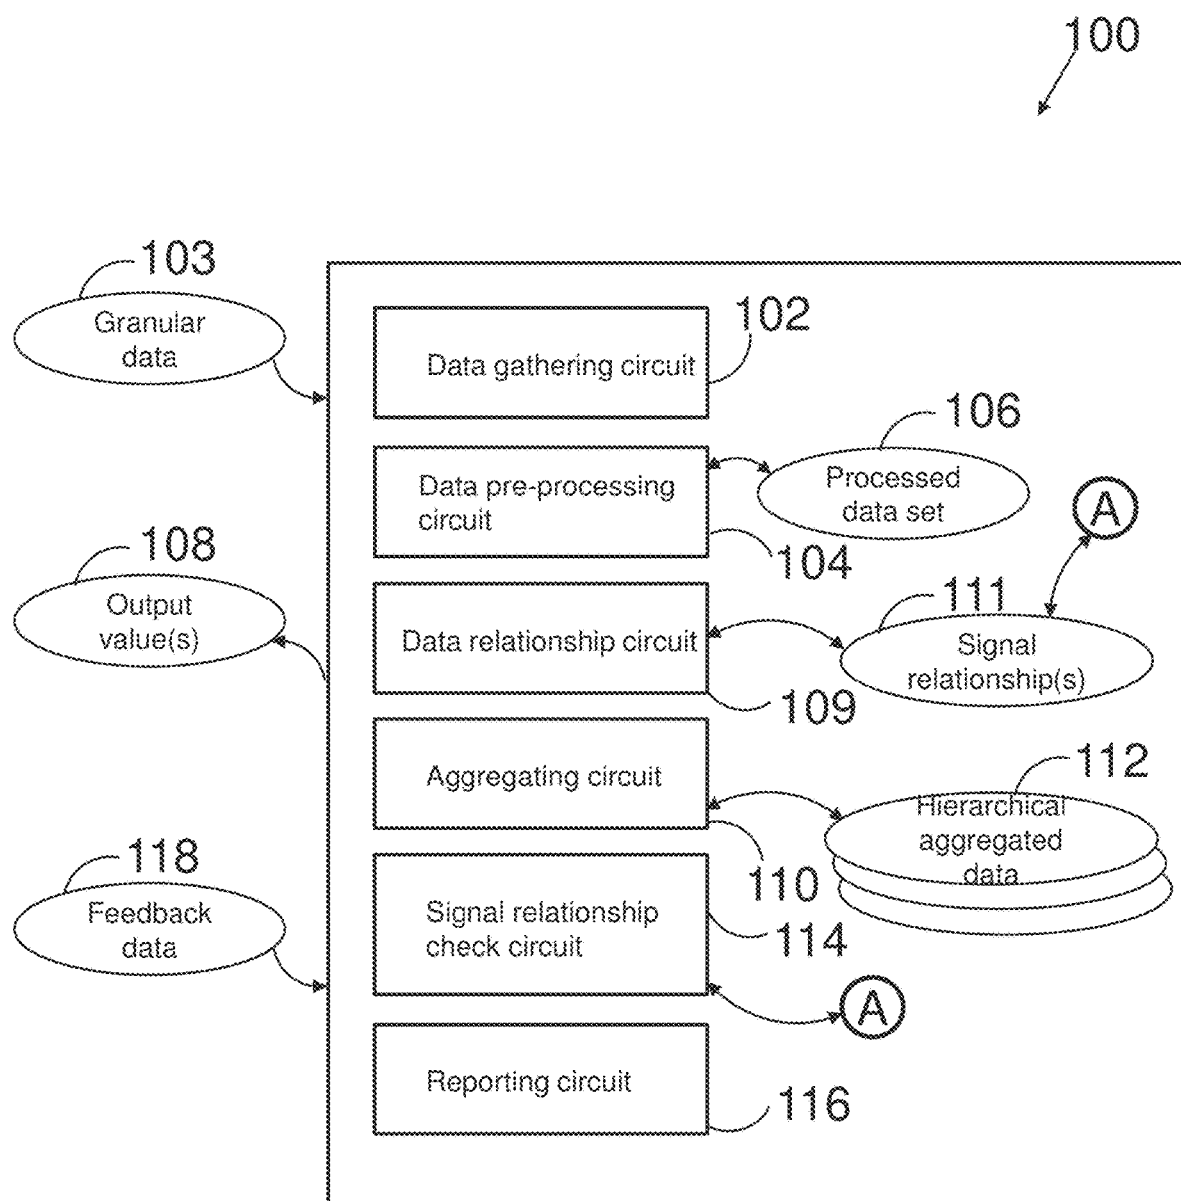 100
103
Granular
data
102
Data gathering circuit
106
Processed
data set
Data pre-processing
circuit
104
A
108
Output
value(s)
111
Signal
relationship(s)
Data relationship circuit
109
112
Hierarchical
aggregated
data
Aggregating circuit
110
118
Feedback
data
Signal relationship
check circuit
114
A
Reporting circuit
116